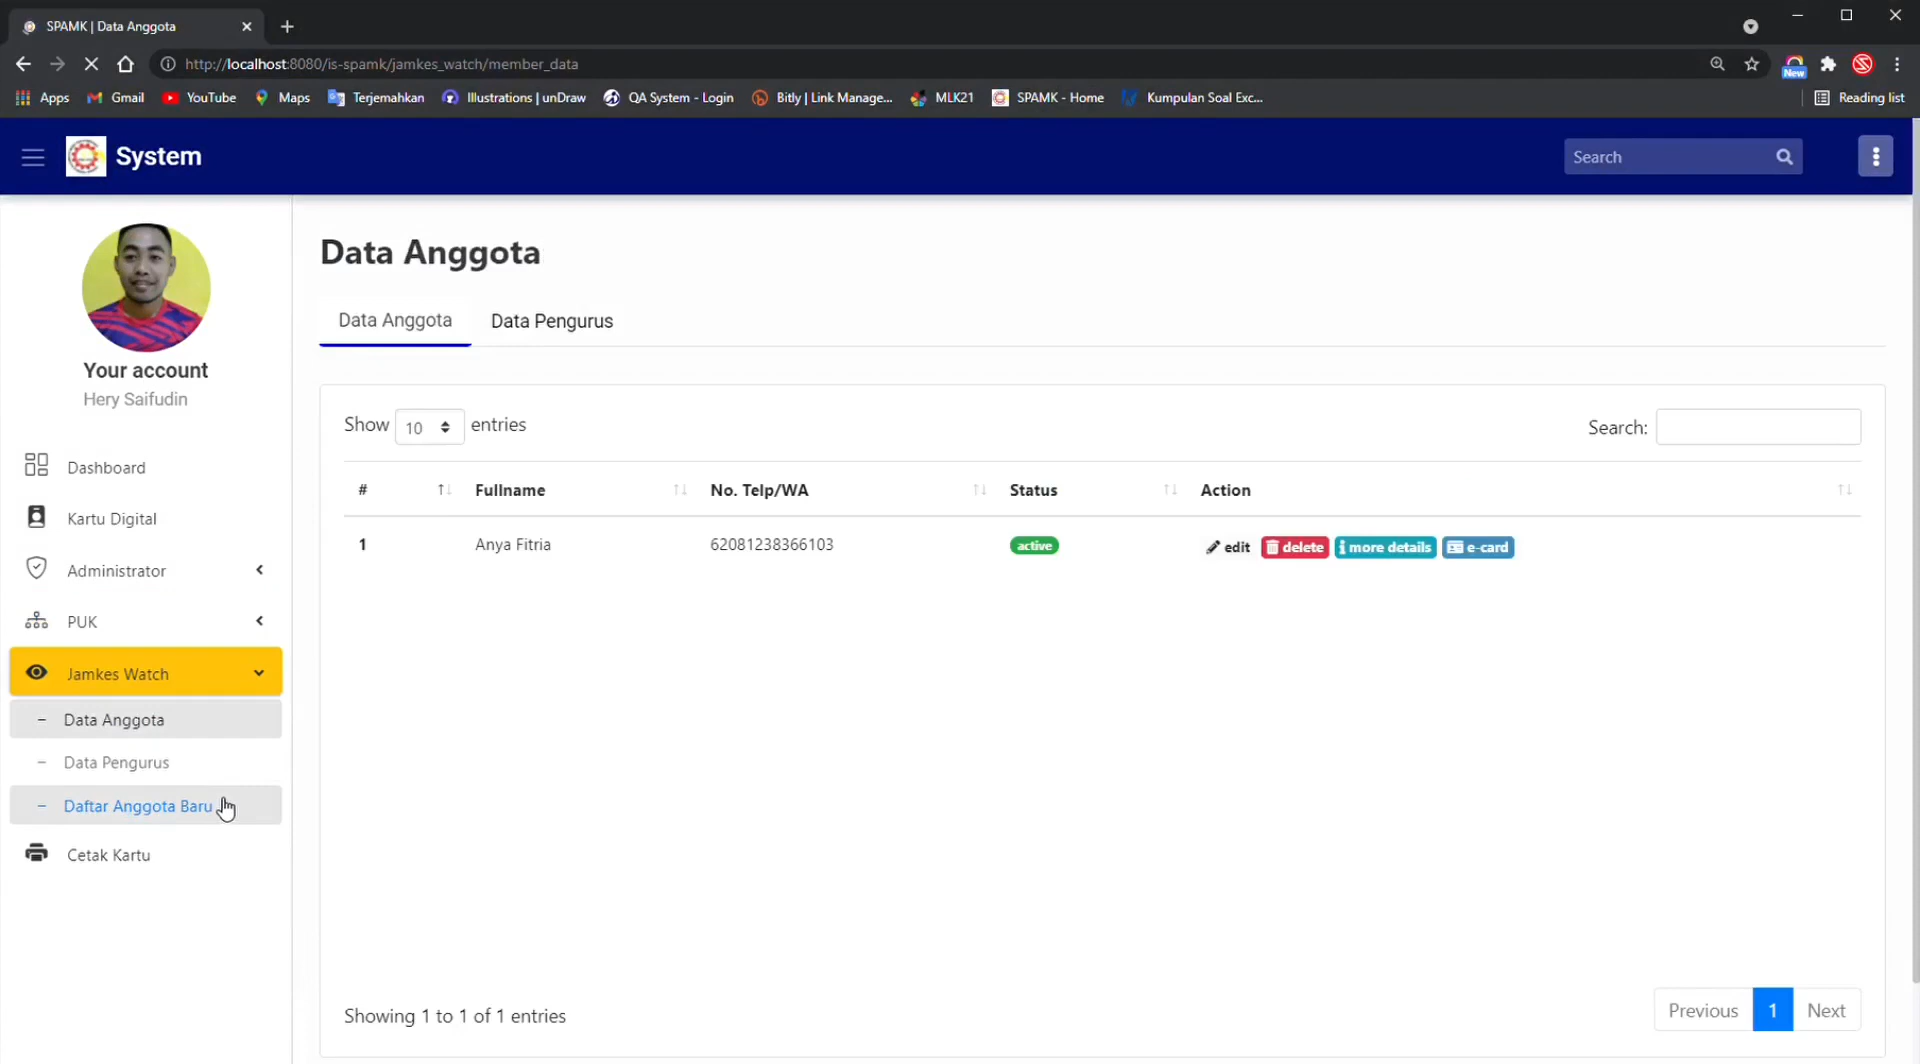 SPAMK | Data Anggota
http://localhost:8080/is-spamk/jamkes_watch/member_data
New
Apps Gmail YouTube Maps Terjemahkan Illustrations | unDraw QA System - Login Bitly | Link Manage... MLK21 SPAMK - Home Kumpulan Soal Exc... Reading list
System
Search
Your account
Hery Saifudin
Dashboard
Kartu Digital
Administrator
PUK
Jamkes Watch
– Data Anggota
– Data Pengurus
– Daftar Anggota Baru
Cetak Kartu
Data Anggota
Data Anggota Data Pengurus
Show 10 entries Search:
# Fullname No. Telp/WA Status Action
1 Anya Fitria 62081238366103 active edit delete more details e-card
Showing 1 to 1 of 1 entries
Previous 1 Next